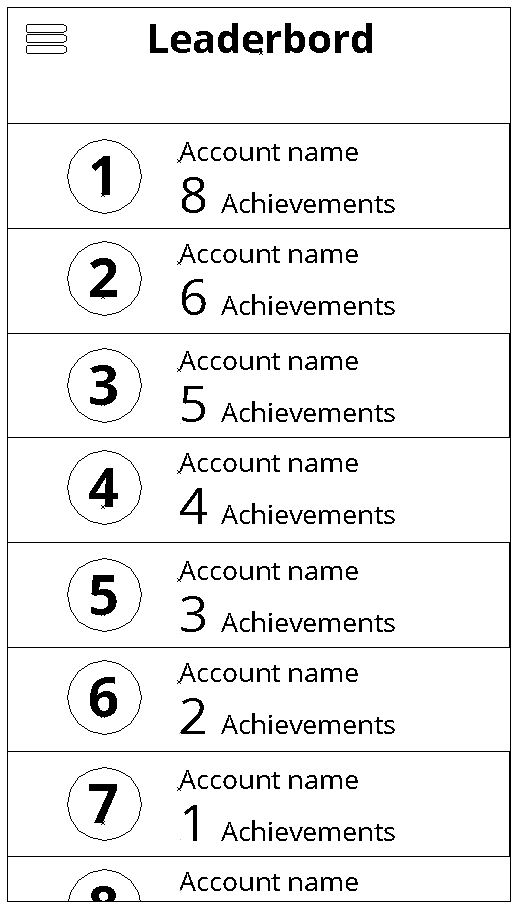 Leaderbord
1
Account name
8 Achievements
2
Account name
6 Achievements
3
Account name
5 Achievements
4
Account name
4 Achievements
5
Account name
3 Achievements
6
Account name
2 Achievements
7
Account name
1 Achievements
8
Account name